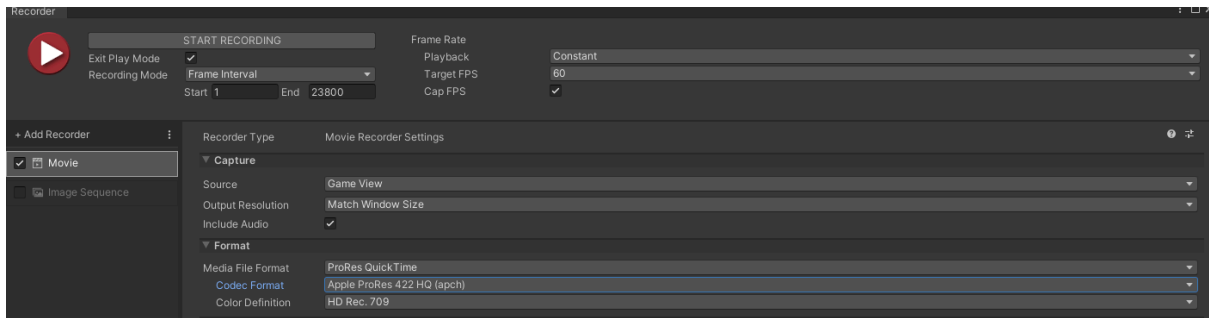 Recorder
START RECORDING
Exit Play Mode
Recording Mode Frame Interval
Start 1 End 23800
Frame Rate
Playback Constant
Target FPS 60
Cap FPS
+ Add Recorder
Movie
Image Sequence
Recorder Type Movie Recorder Settings
Capture
Source Game View
Output Resolution Match Window Size
Include Audio
Format
Media File Format ProRes QuickTime
Codec Format Apple ProRes 422 HQ (apch)
Color Definition HD Rec. 709